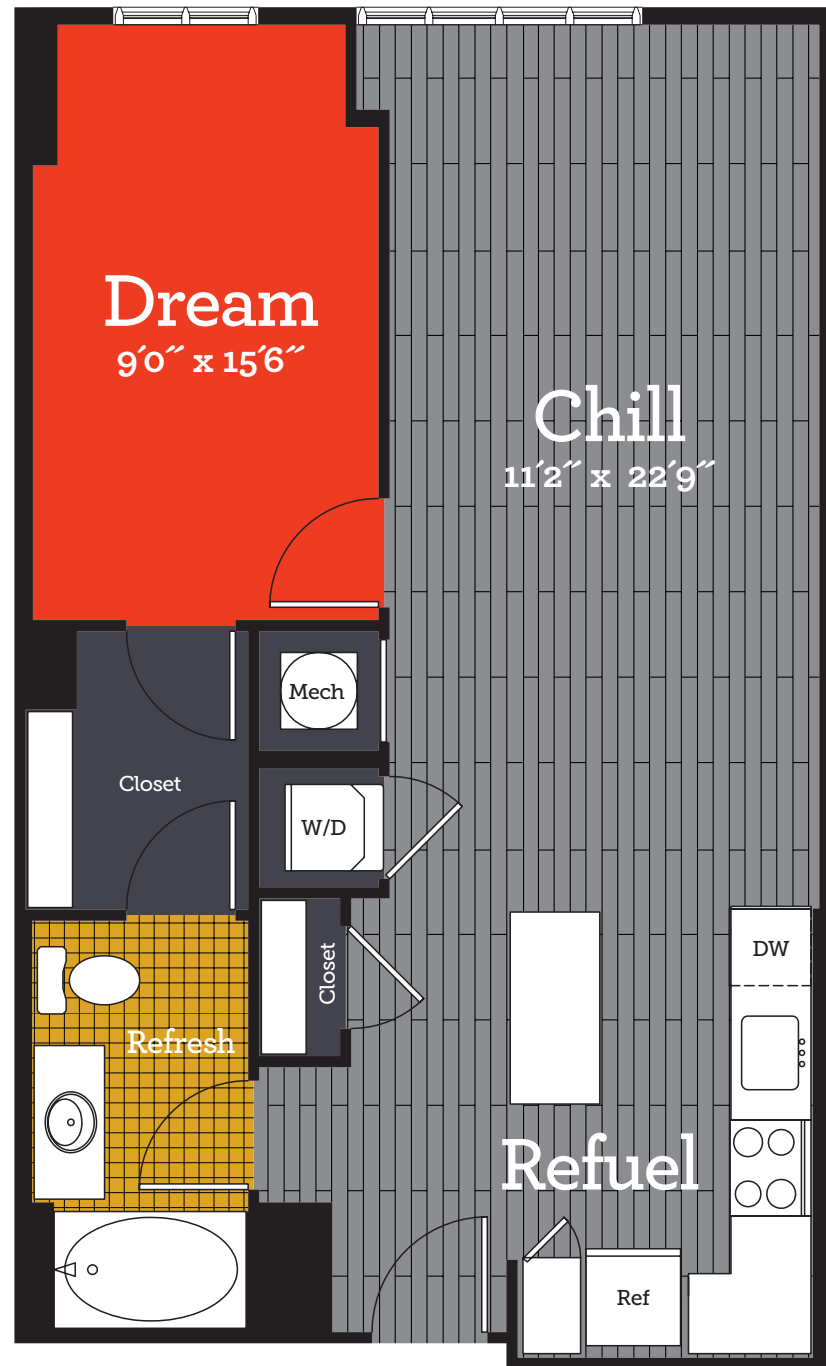 Dream
9′0″ x 15′6″
Chill
11′2″ x 22′9″
Mech
Closet
W/D
Closet
DW
Refresh
Refuel
Ref